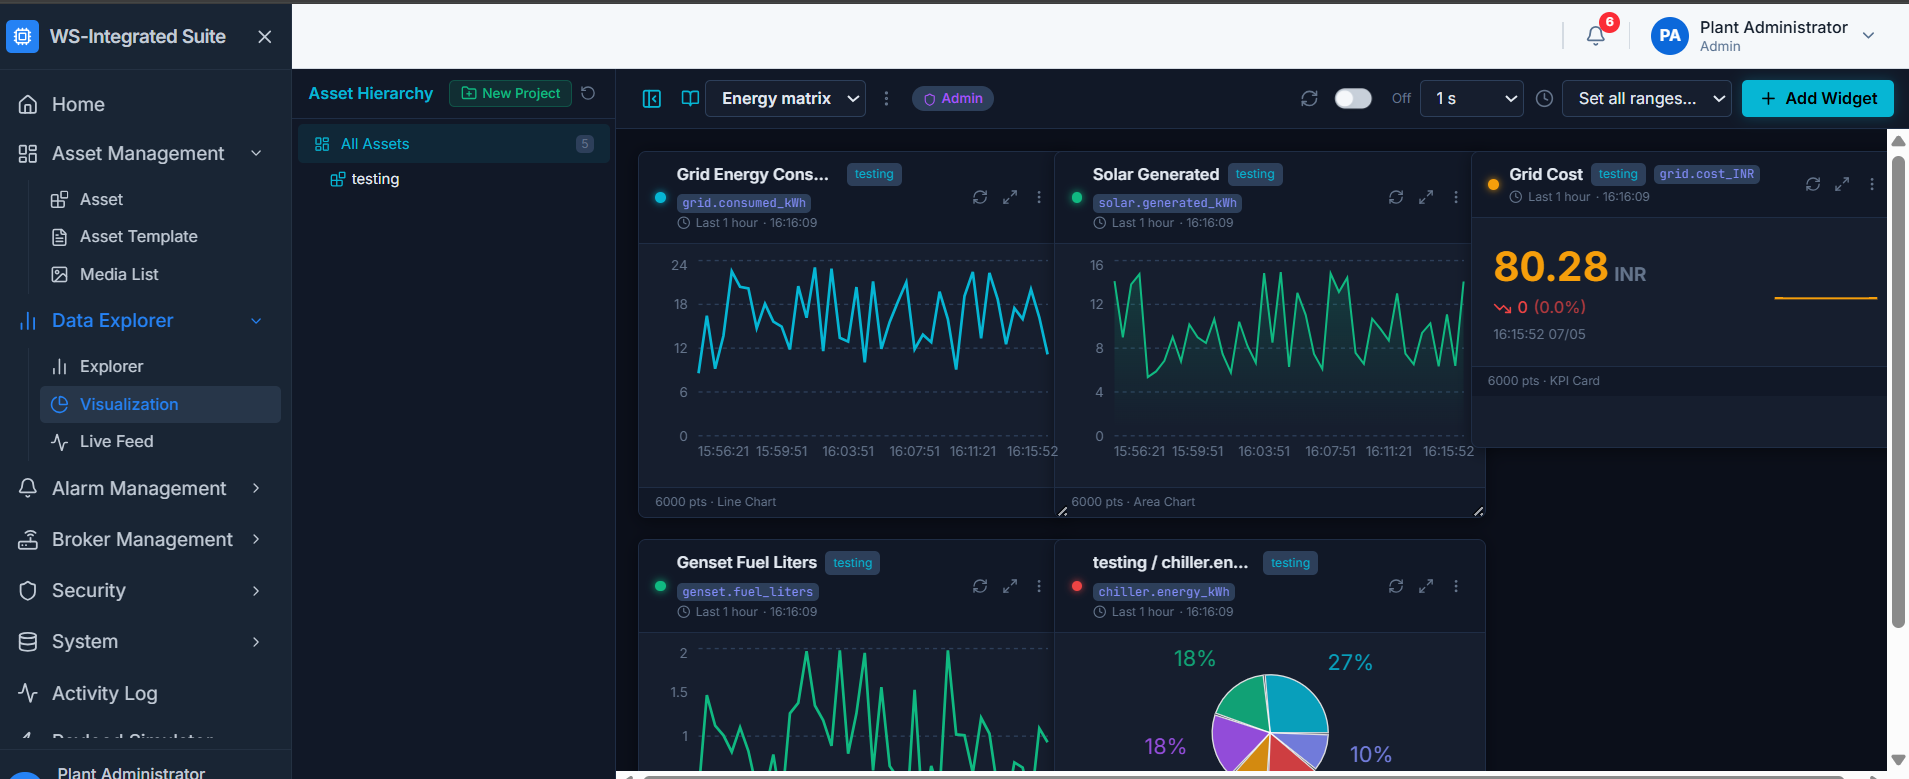 WS-Integrated Suite
Home
Asset Management
Asset
Asset Template
Media List
Data Explorer
Explorer
Visualization
Live Feed
Alarm Management
Broker Management
Security
System
Activity Log
Payload Simulator
Plant Administrator
6
PA
Plant Administrator
Admin
Asset Hierarchy
New Project
All Assets
5
testing
Energy matrix
Admin
Off
1 s
Set all ranges...
+ Add Widget
Grid Energy Cons...
testing
grid.consumed_kWh
Last 1 hour · 16:16:09
24
18
12
6
0
15:56:21 15:59:51 16:03:51 16:07:51 16:11:21 16:15:52
6000 pts · Line Chart
Solar Generated
testing
solar.generated_kWh
Last 1 hour · 16:16:09
16
12
8
4
0
15:56:21 15:59:51 16:03:51 16:07:51 16:11:21 16:15:52
6000 pts · Area Chart
Grid Cost
testing
grid.cost_INR
Last 1 hour · 16:16:09
80.28 INR
0 (0.0%)
16:15:52 07/05
6000 pts · KPI Card
Genset Fuel Liters
testing
genset.fuel_liters
Last 1 hour · 16:16:09
2
1.5
1
testing / chiller.en...
testing
chiller.energy_kWh
Last 1 hour · 16:16:09
18%
27%
18%
10%